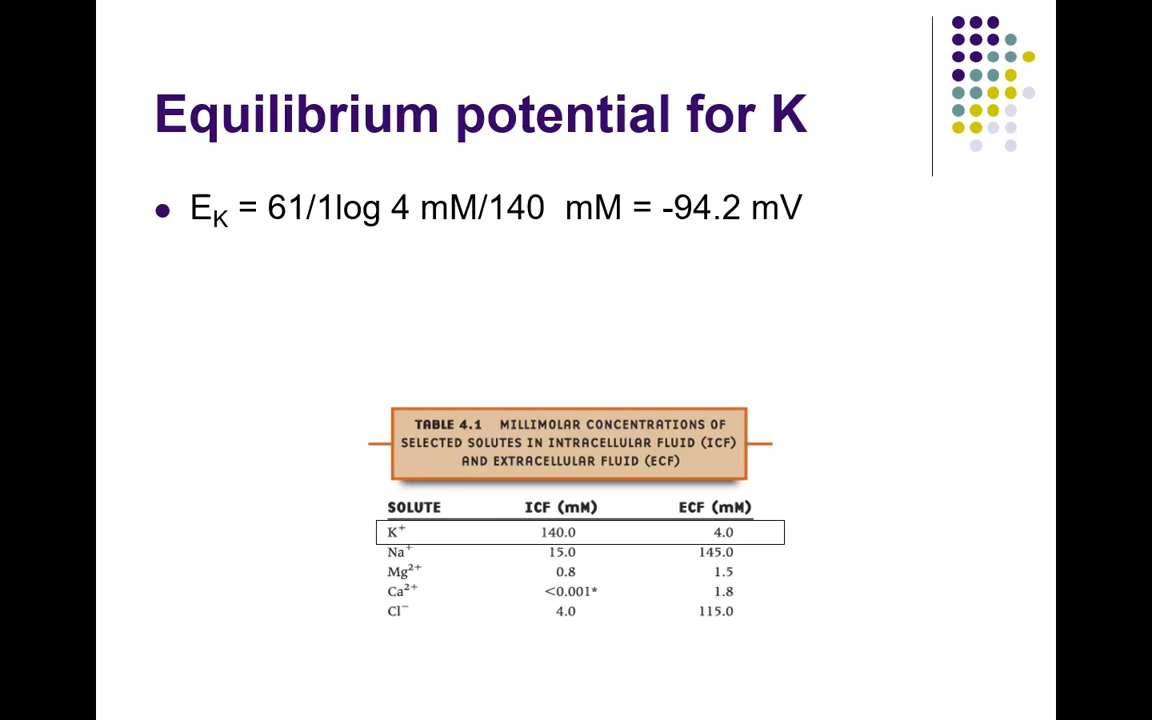 Equilibrium potential for K
● E_K = 61/1log 4 mM/140  mM = -94.2 mV
TABLE 4.1 MILLIMOLAR CONCENTRATIONS OF
SELECTED SOLUTES IN INTRACELLULAR FLUID (ICF)
AND EXTRACELLULAR FLUID (ECF)
SOLUTE ICF (mM) ECF (mM)
K⁺ 140.0 4.0
Na⁺ 15.0 145.0
Mg²⁺ 0.8 1.5
Ca²⁺ <0.001* 1.8
Cl⁻ 4.0 115.0